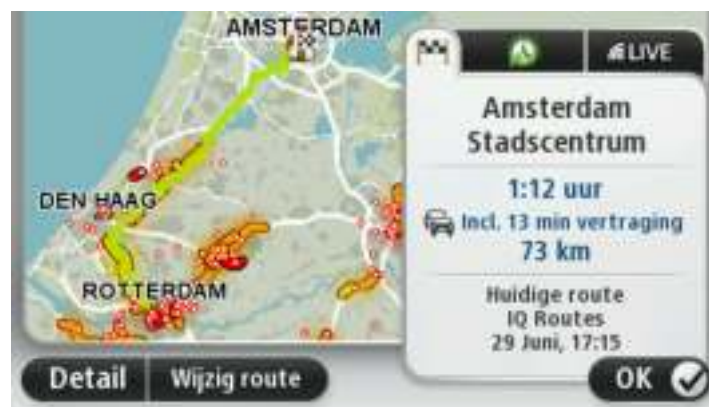 AMSTERDAM
DEN HAAG
ROTTERDAM
LIVE
Amsterdam
Stadscentrum
1:12 uur
Incl. 13 min vertraging
73 km
Huidige route
IQ Routes
29 Juni, 17:15
Detail
Wijzig route
OK